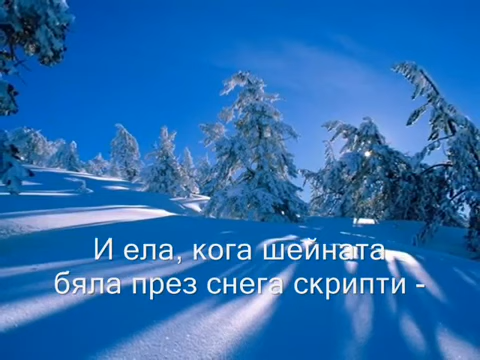 И ела, кога шейната
бяла през снега скрипти -